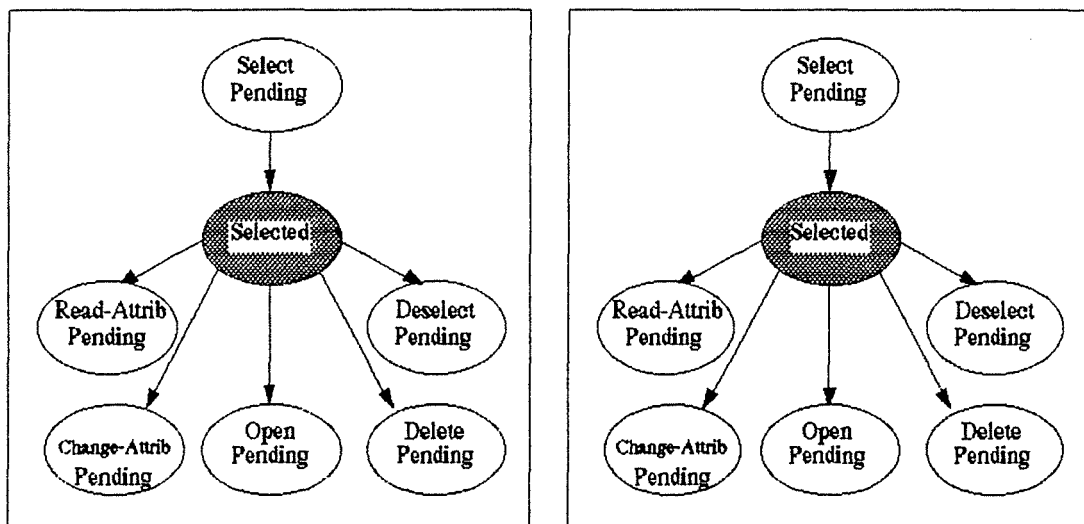 Select
Pending
Selected
Read-Attrib
Pending
Deselect
Pending
Change-Attrib
Pending
Open
Pending
Delete
Pending
Select
Pending
Selected
Read-Attrib
Pending
Deselect
Pending
Change-Attrib
Pending
Open
Pending
Delete
Pending